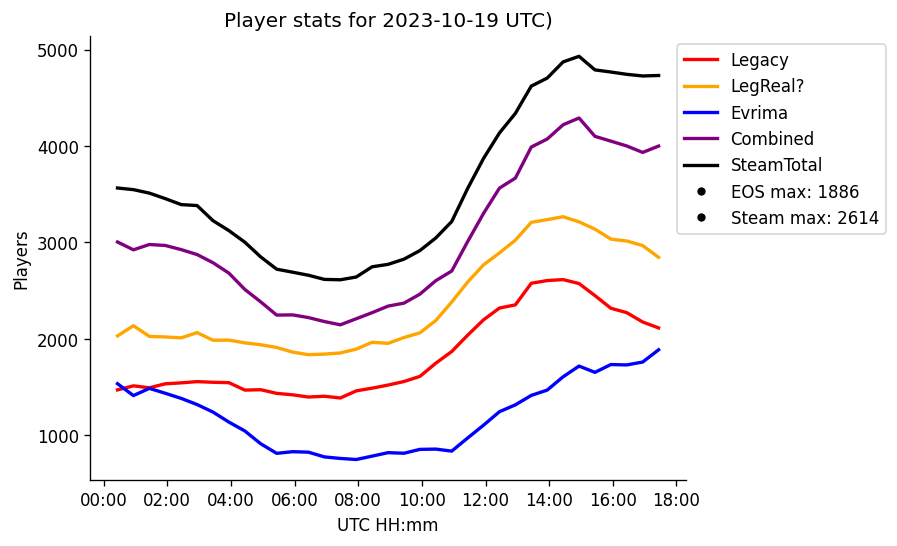 Player stats for 2023-10-19 UTC)
5000
4000
3000
2000
1000
Players
00:00 02:00 04:00 06:00 08:00 10:00 12:00 14:00 16:00 18:00
UTC HH:mm
Legacy
LegReal?
Evrima
Combined
SteamTotal
EOS max: 1886
Steam max: 2614